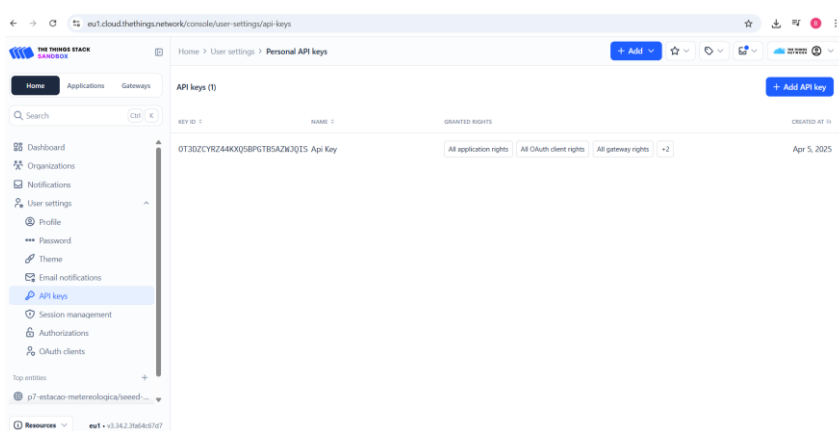 eu1.cloud.thethings.network/console/user-settings/api-keys
THE THINGS STACK
SANDBOX
Home > User settings > Personal API keys
+ Add
Home Applications Gateways
API keys (1)
+ Add API key
Search Ctrl K
KEY ID NAME GRANTED RIGHTS CREATED AT
Dashboard
OT3DZCYRZ44KXQ5BPGTB5AZWJQIS Api Key All application rights All OAuth client rights All gateway rights +2 Apr 5, 2025
Organizations
Notifications
User settings
Profile
Password
Theme
Email notifications
API keys
Session management
Authorizations
OAuth clients
Top entities +
p7-estacao-metereologica/seeed-...
Resources eu1 • v3.34.2.3fa64c67d7